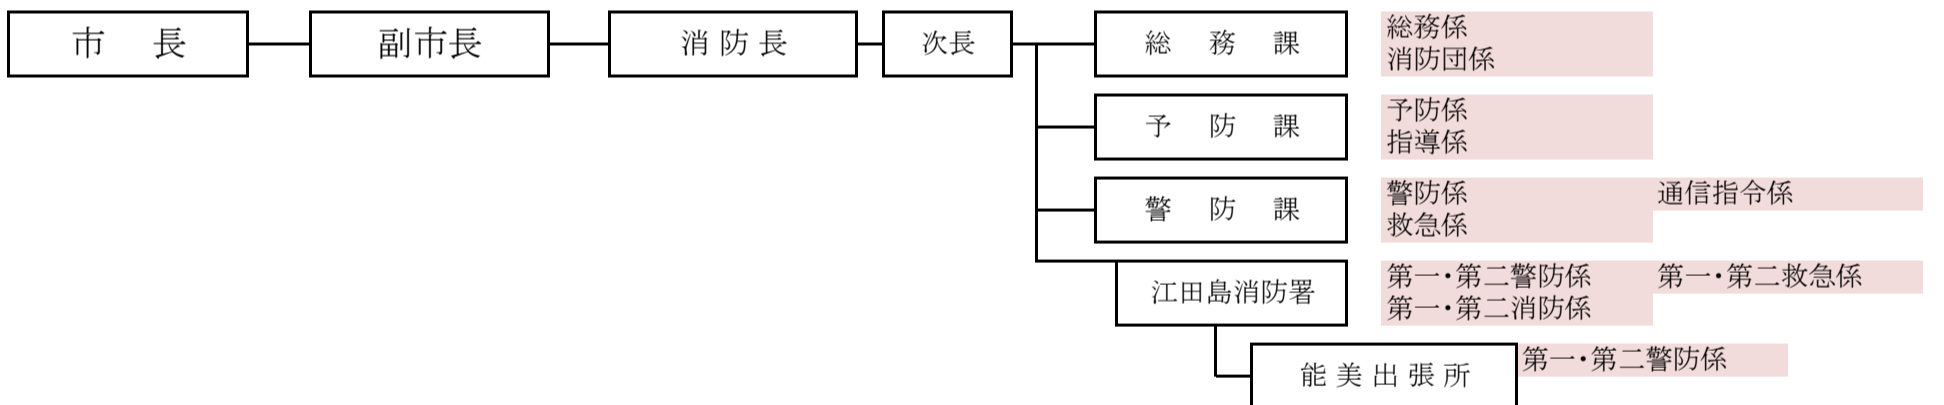 市長 副市長 消防長 次長 総務課 総務係
消防団係
予防課 予防係
指導係
警防課 警防係 通信指令係
救急係
江田島消防署 第一・第二警防係 第一・第二救急係
第一・第二消防係
能美出張所 第一・第二警防係